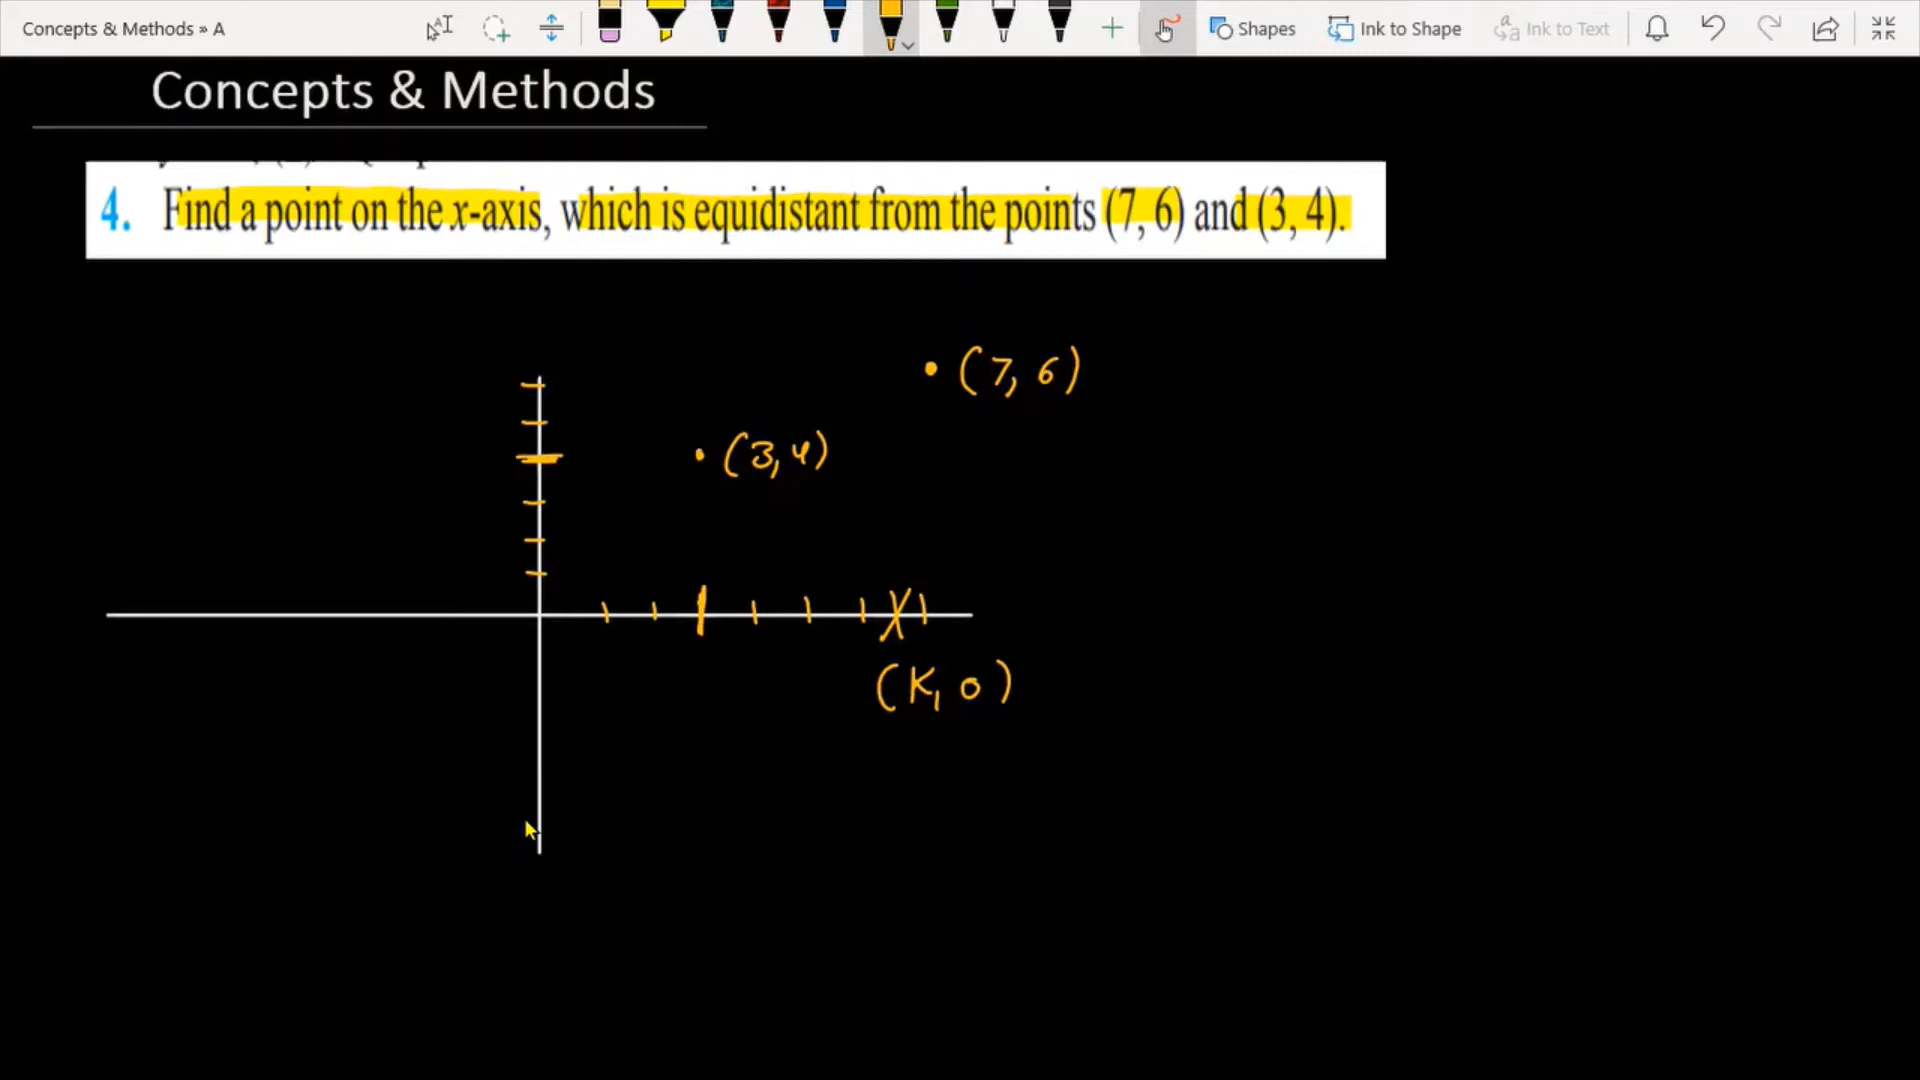 Concepts & Methods » A
Shapes
Ink to Shape
Ink to Text
Concepts & Methods
4. Find a point on the x-axis, which is equidistant from the points (7, 6) and (3, 4).
(7, 6)
(3, 4)
(K, 0)